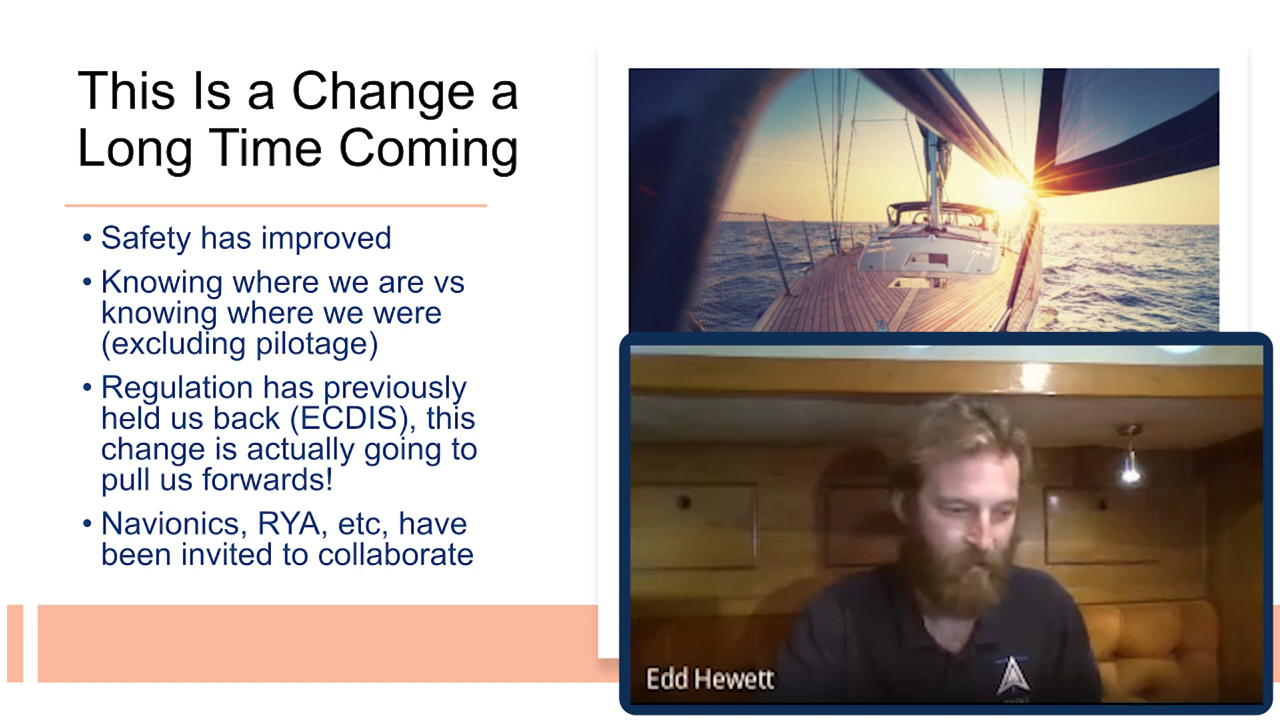 This Is a Change a
Long Time Coming
• Safety has improved
• Knowing where we are vs
knowing where we were
(excluding pilotage)
• Regulation has previously
held us back (ECDIS), this
change is actually going to
pull us forwards!
• Navionics, RYA, etc, have
been invited to collaborate
Edd Hewett